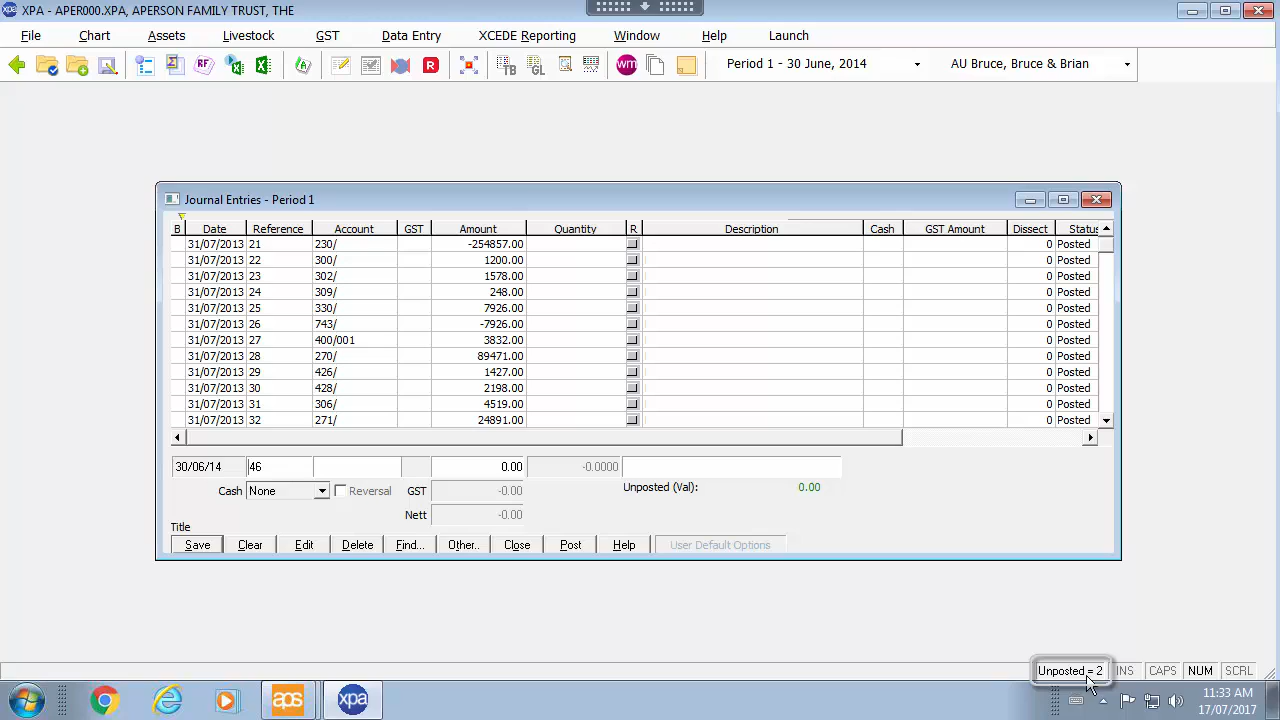 XPA - APER000.XPA, APERSON FAMILY TRUST, THE
File Chart Assets Livestock GST Data Entry XCEDE Reporting Window Help Launch
RF R TB GL wm Period 1 - 30 June, 2014 AU Bruce, Bruce & Brian
Journal Entries - Period 1
B Date Reference Account GST Amount Quantity R Description Cash GST Amount Dissect Status
31/07/2013 21 230/ -254857.00 0 Posted
31/07/2013 22 300/ 1200.00 0 Posted
31/07/2013 23 302/ 1578.00 0 Posted
31/07/2013 24 309/ 248.00 0 Posted
31/07/2013 25 330/ 7926.00 0 Posted
31/07/2013 26 743/ -7926.00 0 Posted
31/07/2013 27 400/001 3832.00 0 Posted
31/07/2013 28 270/ 89471.00 0 Posted
31/07/2013 29 426/ 1427.00 0 Posted
31/07/2013 30 428/ 2198.00 0 Posted
31/07/2013 31 306/ 4519.00 0 Posted
31/07/2013 32 271/ 24891.00 0 Posted
30/06/14 46 0.00 -0.0000
Cash None Reversal GST -0.00 Unposted (Val): 0.00
Nett -0.00
Title
Save Clear Edit Delete Find... Other.. Close Post Help User Default Options
Unposted = 2 INS CAPS NUM SCRL
aps xpa 11:33 AM
17/07/2017